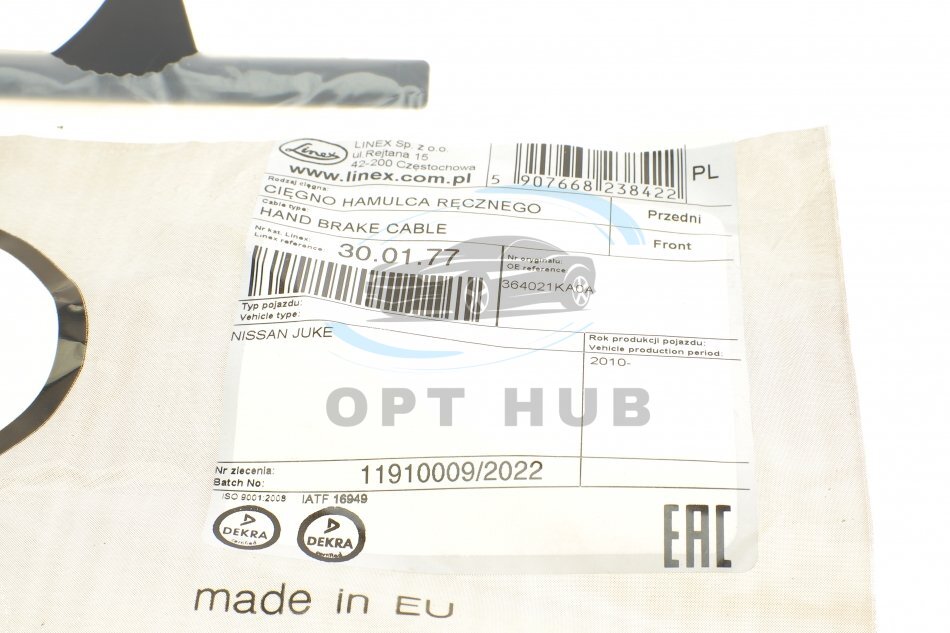 Linex
LINEX Sp. z o.o.
ul.Rejtana 15
42-200 Częstochowa
www.linex.com.pl
5 907668 238422
PL
Rodzaj cięgna:
CIĘGNO HAMULCA RĘCZNEGO
Przedni
Cable type:
HAND BRAKE CABLE
Front
Nr kat. Linex:
Linex reference:
30.01.77
Nr oryginału:
OE reference
364021KA0A
Typ pojazdu:
Vehicle type:
NISSAN JUKE
Rok produkcji pojazdu:
Vehicle production period:
2010-
OPT HUB
Nr zlecenia:
Batch No:
11910009/2022
ISO 9001:2008
IATF 16949
DEKRA
certified
DEKRA
certified
EAC
made in EU